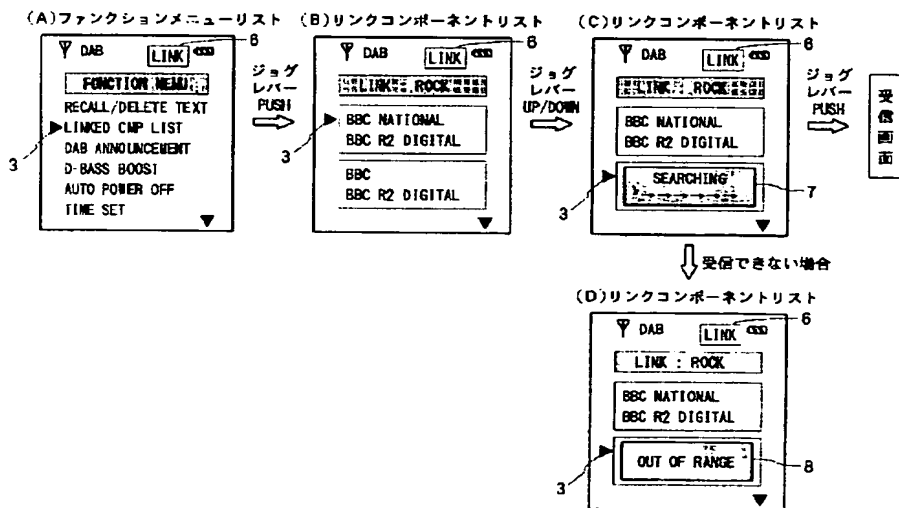 (A)ファンクションメニューリスト
6
DAB
LINK
FUNCTION MENU
RECALL/DELETE TEXT
LINKED CMP LIST
DAB ANNOUNCEMENT
D-BASS BOOST
AUTO POWER OFF
TIME SET
3
ジョグ
レバー
PUSH
(B)リンクコンポーネントリスト
6
DAB
LINK
LINK : ROCK
BBC NATIONAL
BBC R2 DIGITAL
BBC
BBC R2 DIGITAL
3
ジョグ
レバー
UP/DOWN
(C)リンクコンポーネントリスト
6
DAB
LINK
LINK : ROCK
BBC NATIONAL
BBC R2 DIGITAL
SEARCHING
7
3
ジョグ
レバー
PUSH
受信画面
受信できない場合
(D)リンクコンポーネントリスト
6
DAB
LINK
LINK : ROCK
BBC NATIONAL
BBC R2 DIGITAL
OUT OF RANGE
8
3